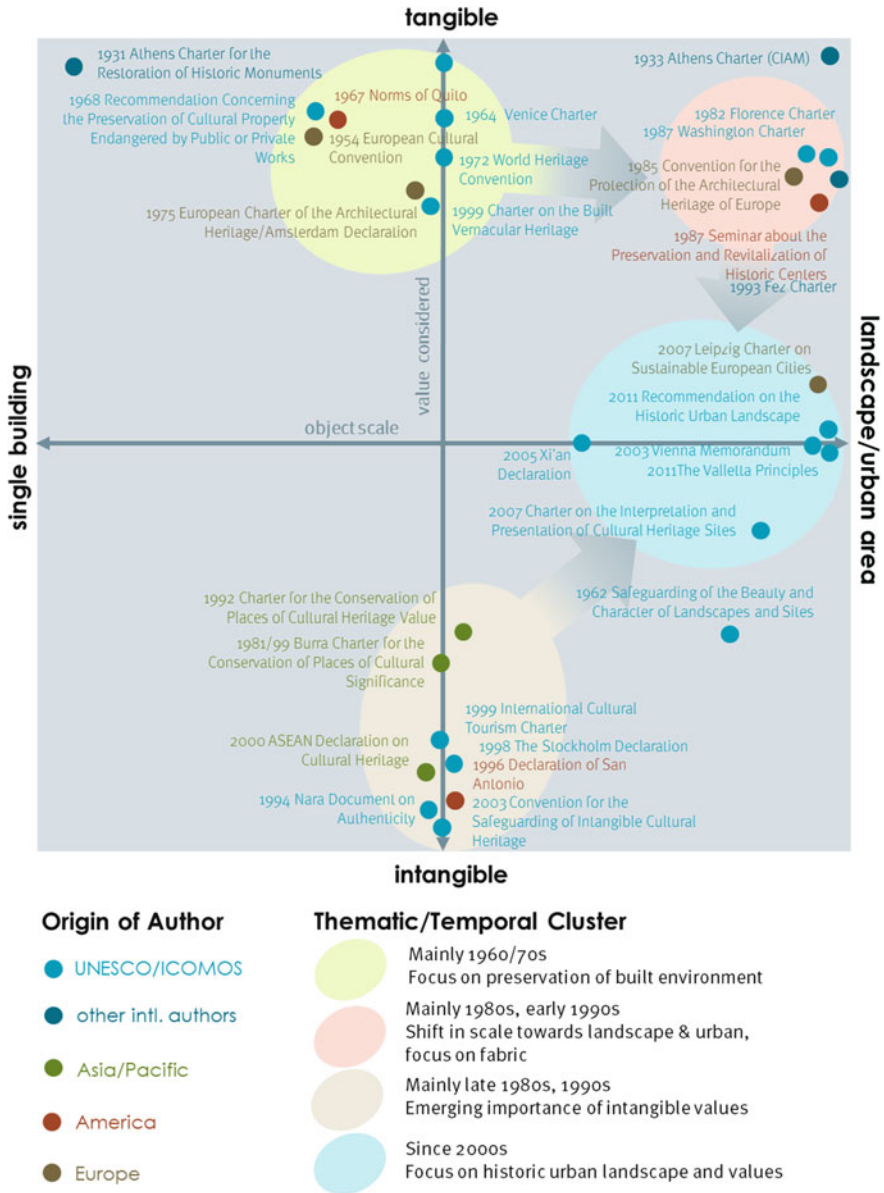 tangible
1931 Athens Charter for the
Restoration of Historic Monuments
1933 Athens Charter (CIAM)
1968 Recommendation Concerning
the Preservation of Cultural Property
Endangered by Public or Private
Works
1967 Norms of Quito
1964 Venice Charter
1954 European Cultural
Convention
1972 World Heritage
Convention
1975 European Charter of the Architectural
Heritage/Amsterdam Declaration
1999 Charter on the Built
Vernacular Heritage
1982 Florence Charter
1987 Washington Charter
1985 Convention for the
Protection of the Architectural
Heritage of Europe
1987 Seminar about the
Preservation and Revitalization of
Historic Centers
1993 Fez Charter
value considered
object scale
single building
landscape/urban area
2007 Leipzig Charter on
Sustainable European Cities
2011 Recommendation on the
Historic Urban Landscape
2005 Xi'an
Declaration
2003 Vienna Memorandum
2011The Valletta Principles
2007 Charter on the Interpretation and
Presentation of Cultural Heritage Sites
1962 Safeguarding of the Beauty and
Character of Landscapes and Sites
1992 Charter for the Conservation of
Places of Cultural Heritage Value
1981/99 Burra Charter for the
Conservation of Places of Cultural
Significance
1999 International Cultural
Tourism Charter
2000 ASEAN Declaration on
Cultural Heritage
1998 The Stockholm Declaration
1996 Declaration of San
Antonio
1994 Nara Document on
Authenticity
2003 Convention for the
Safeguarding of Intangible Cultural
Heritage
intangible
Origin of Author
UNESCO/ICOMOS
other intl. authors
Asia/Pacific
America
Europe
Thematic/Temporal Cluster
Mainly 1960/70s
Focus on preservation of built environment
Mainly 1980s, early 1990s
Shift in scale towards landscape & urban,
focus on fabric
Mainly late 1980s, 1990s
Emerging importance of intangible values
Since 2000s
Focus on historic urban landscape and values